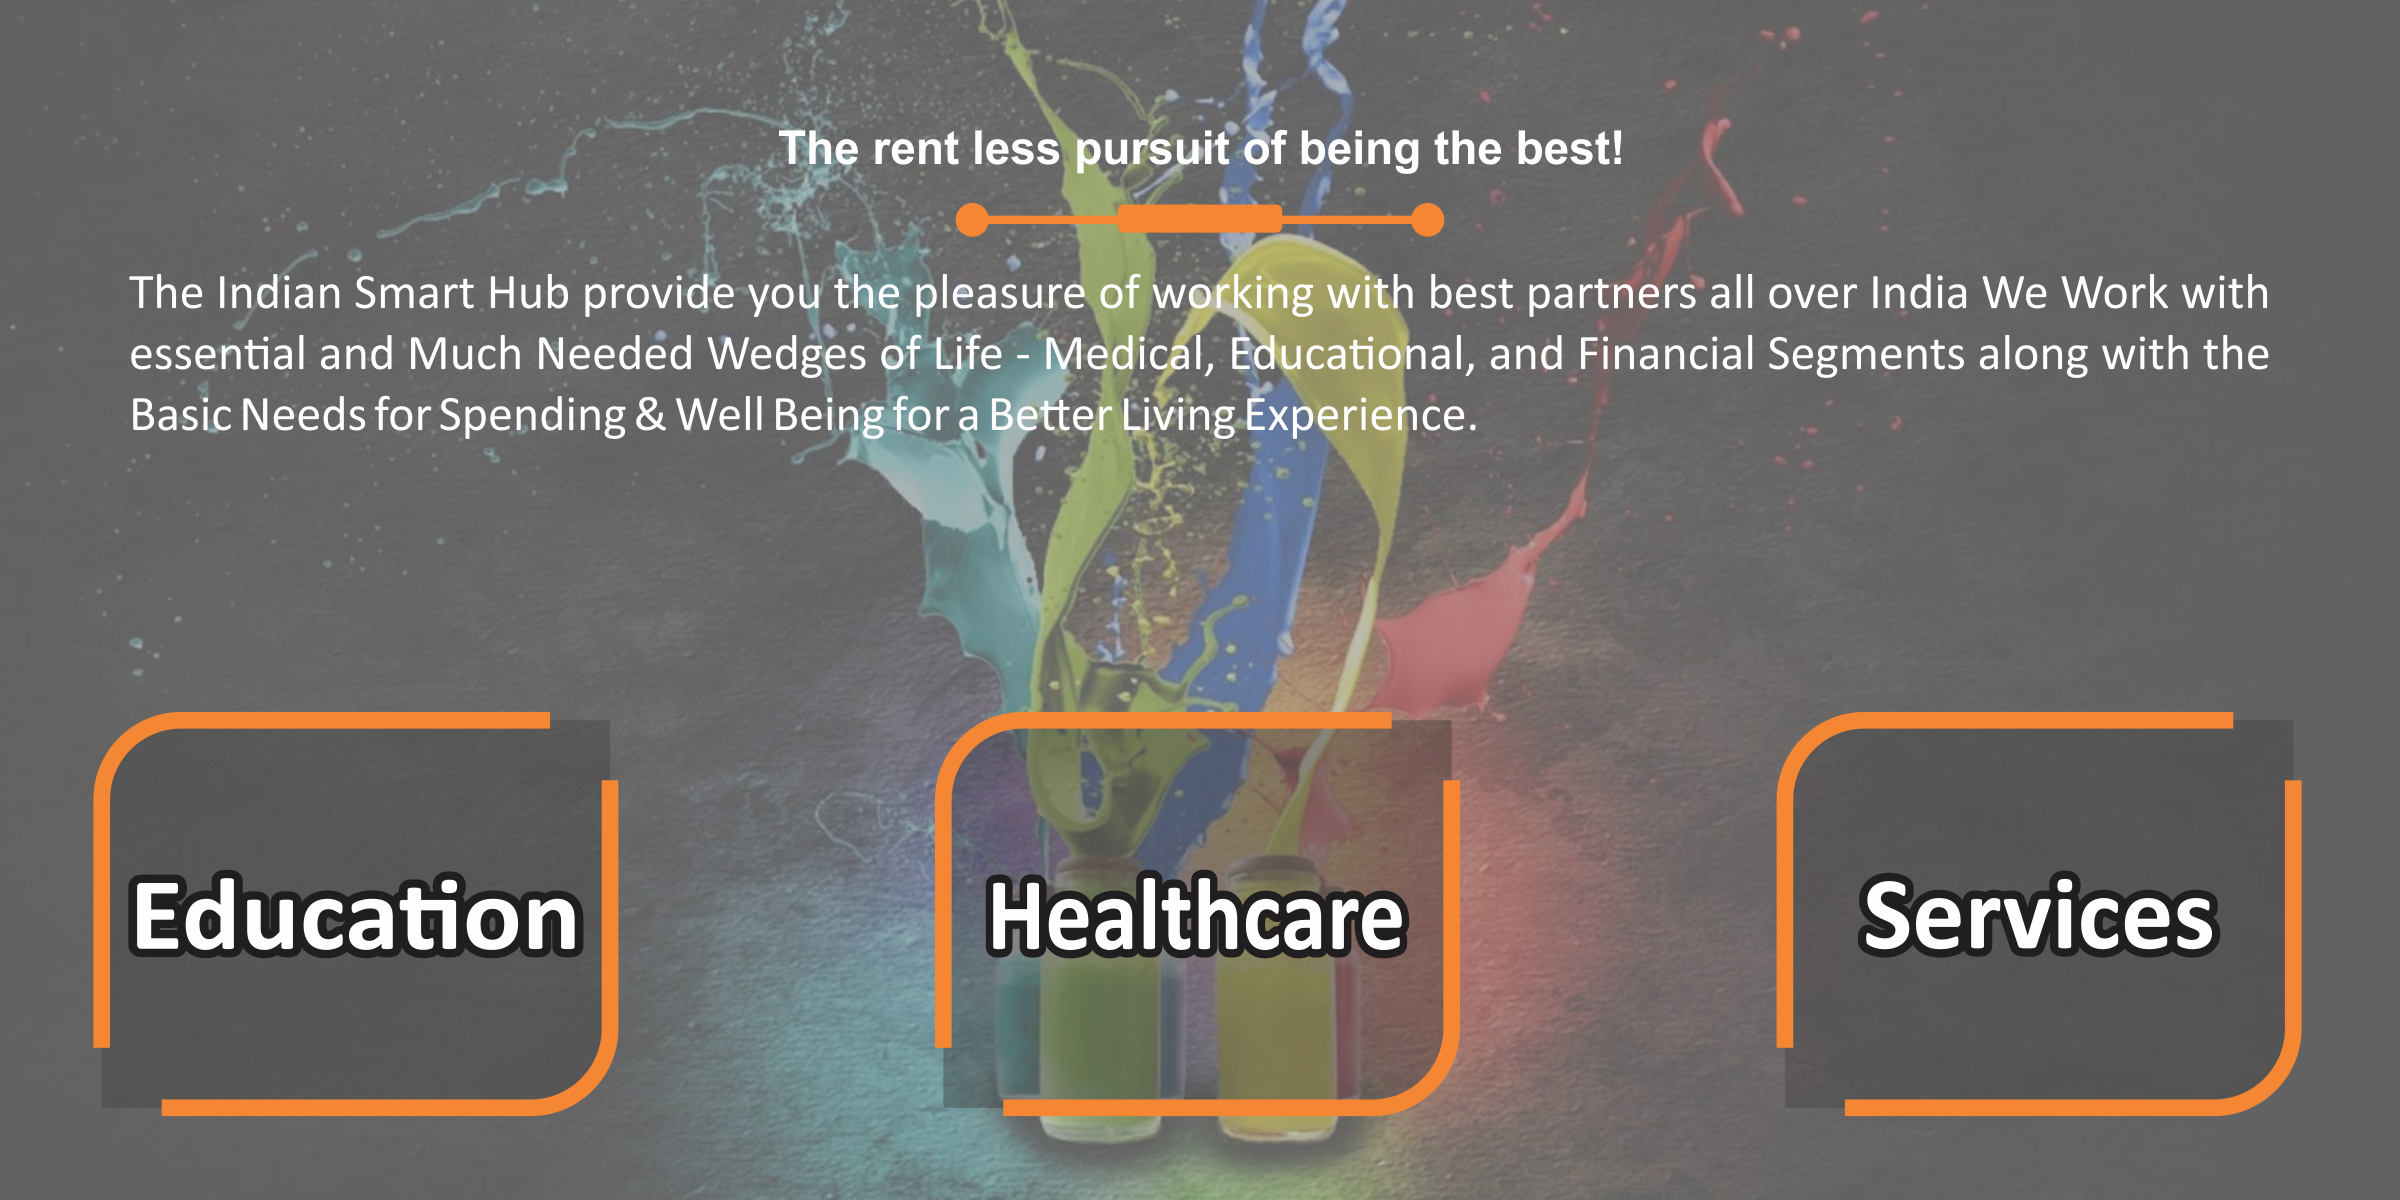 The rent less pursuit of being the best!
The Indian Smart Hub provide you the pleasure of working with best partners all over India We Work with
essential and Much Needed Wedges of Life - Medical, Educational, and Financial Segments along with the
Basic Needs for Spending & Well Being for a Better Living Experience.
Education
Healthcare
Services